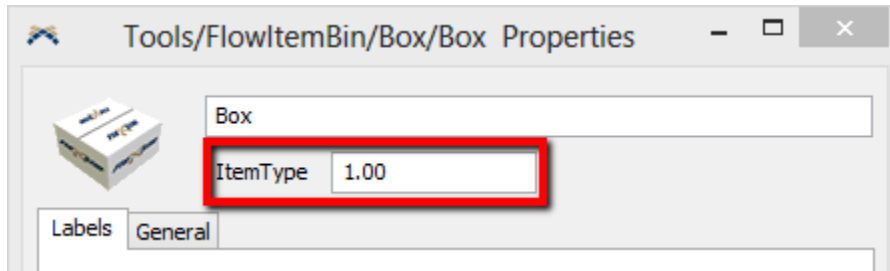 Tools/FlowItemBin/Box/Box Properties
Box
ItemType 1.00
Labels General